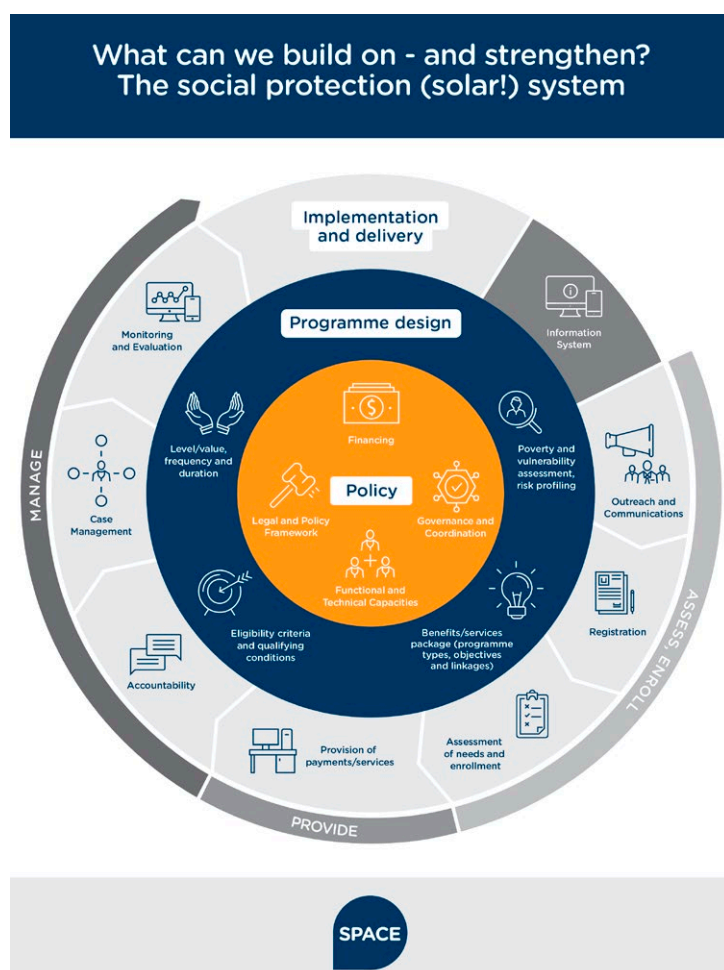 What can we build on - and strengthen?
The social protection (solar!) system
Implementation
and delivery
Information
System
Monitoring
and Evaluation
Programme design
Level/value,
frequency and
duration
Poverty and
vulnerability
assessment,
risk profiling
Financing
Policy
Legal and Policy
Framework
Governance and
Coordination
Functional and
Technical Capacities
Outreach and
Communications
Case
Management
MANAGE
Eligibility criteria
and qualifying
conditions
Benefits/services
package (programme
types, objectives
and linkages)
Registration
ASSESS, ENROLL
Accountability
Provision of
payments/services
Assessment
of needs and
enrollment
PROVIDE
SPACE